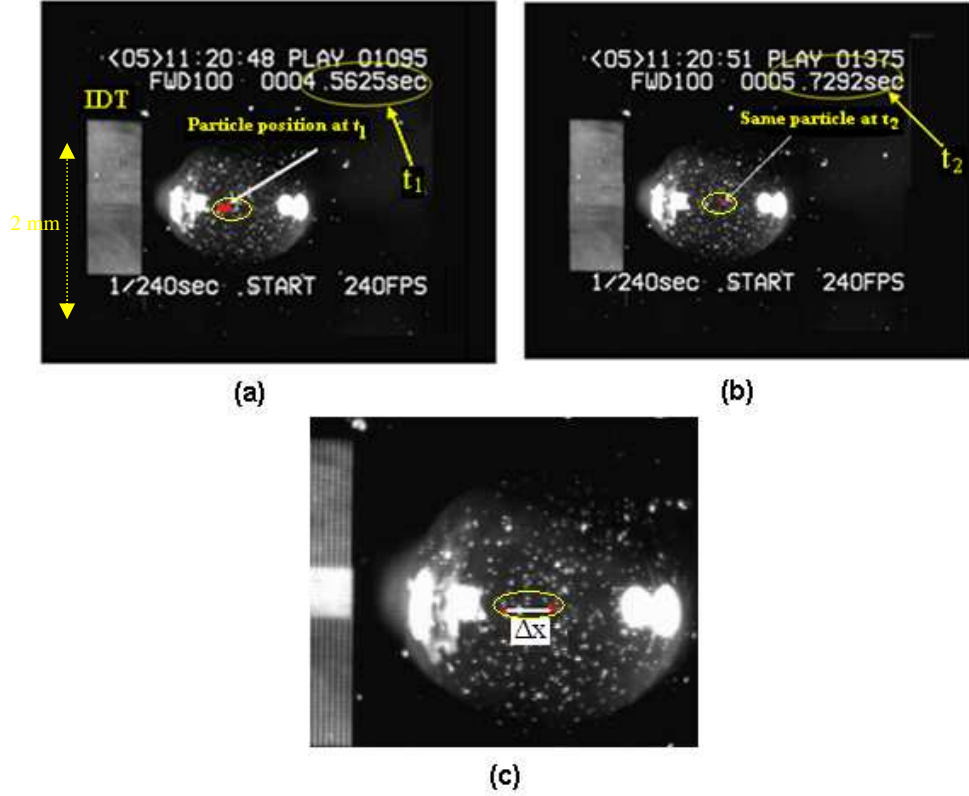 <05>11:20:48 PLAY 01095
FWD100 0004.5625sec
IDT
Particle position at t1
t1
2 mm
1/240sec .START 240FPS
(a)
<05>11:20:51 PLAY 01375
FWD100 0005.7292sec
Same particle at t2
t2
1/240sec .START 240FPS
(b)
Δx
(c)